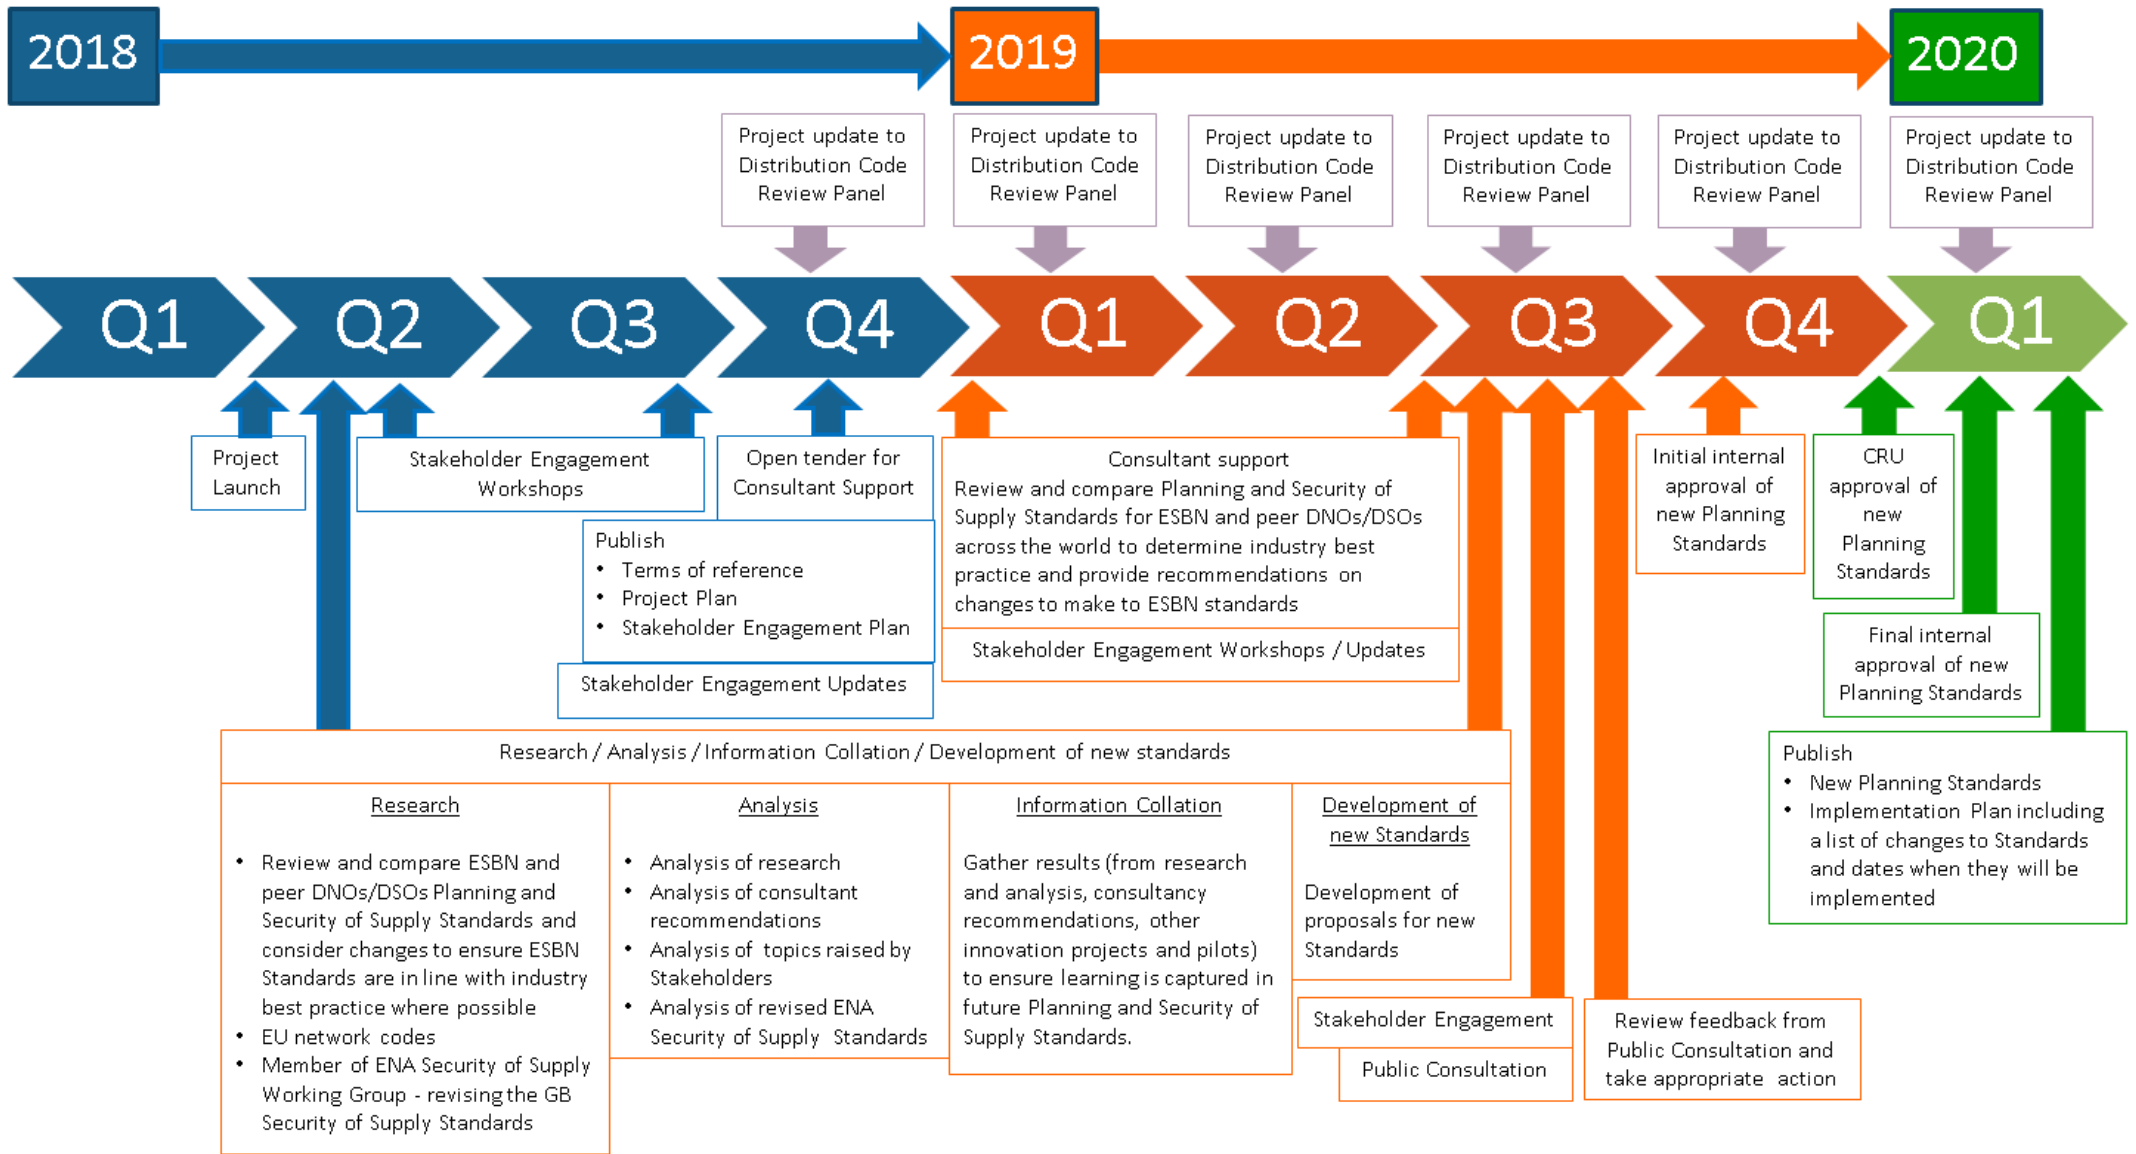 2018
2019
2020
Project update to
Distribution Code
Review Panel
Project update to
Distribution Code
Review Panel
Project update to
Distribution Code
Review Panel
Project update to
Distribution Code
Review Panel
Project update to
Distribution Code
Review Panel
Project update to
Distribution Code
Review Panel
Q1
Q2
Q3
Q4
Q1
Q2
Q3
Q4
Q1
Project
Launch
Stakeholder Engagement
Workshops
Open tender for
Consultant Support
Publish
• Terms of reference
• Project Plan
• Stakeholder Engagement Plan
Stakeholder Engagement Updates
Consultant support
Review and compare Planning and Security of
Supply Standards for ESBN and peer DNOs/DSOs
across the world to determine industry best
practice and provide recommendations on
changes to make to ESBN standards
Stakeholder Engagement Workshops / Updates
Initial internal
approval of
new Planning
Standards
CRU
approval of
new
Planning
Standards
Final internal
approval of new
Planning Standards
Publish
• New Planning Standards
• Implementation Plan including
a list of changes to Standards
and dates when they will be
implemented
Research / Analysis / Information Collation / Development of new standards
Research
• Review and compare ESBN and
peer DNOs/DSOs Planning and
Security of Supply Standards and
consider changes to ensure ESBN
Standards are in line with industry
best practice where possible
• EU network codes
• Member of ENA Security of Supply
Working Group - revising the GB
Security of Supply Standards
Analysis
• Analysis of research
• Analysis of consultant
recommendations
• Analysis of topics raised by
Stakeholders
• Analysis of revised ENA
Security of Supply Standards
Information Collation
Gather results (from research
and analysis, consultancy
recommendations, other
innovation projects and pilots)
to ensure learning is captured in
future Planning and Security of
Supply Standards.
Development of
new Standards
Development of
proposals for new
Standards
Stakeholder Engagement
Public Consultation
Review feedback from
Public Consultation and
take appropriate action